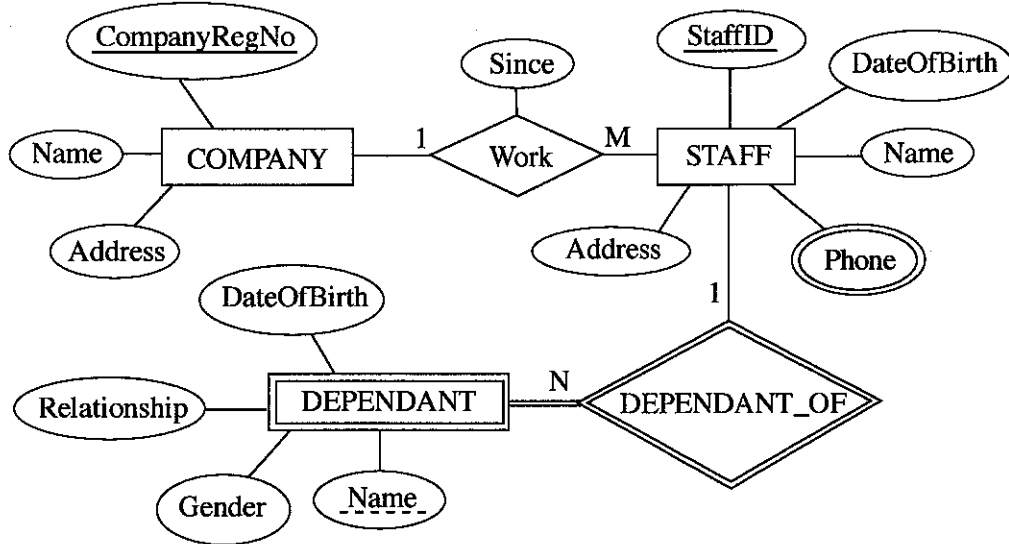 CompanyRegNo
StaffID
Since
DateOfBirth
Name
COMPANY
1
Work
M
STAFF
Name
Address
Address
Phone
DateOfBirth
1
Relationship
DEPENDANT
N
DEPENDANT_OF
Gender
Name